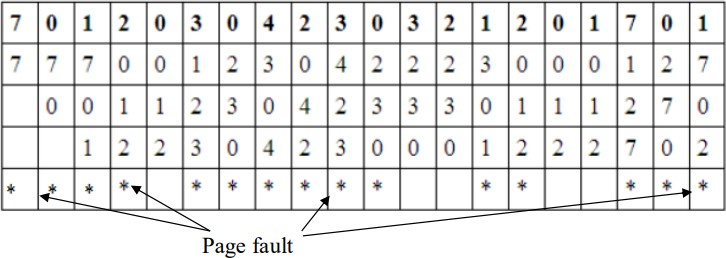 7 0 1 2 0 3 0 4 2 3 0 3 2 1 2 0 1 7 0 1
7 7 7 0 0 1 2 3 0 4 2 2 2 3 0 0 0 1 2 7
0 0 1 1 2 3 0 4 2 3 3 3 0 1 1 1 2 7 0
1 2 2 3 0 4 2 3 0 0 0 1 2 2 2 7 0 2
* * * * * * * * * * * * * * *
Page fault